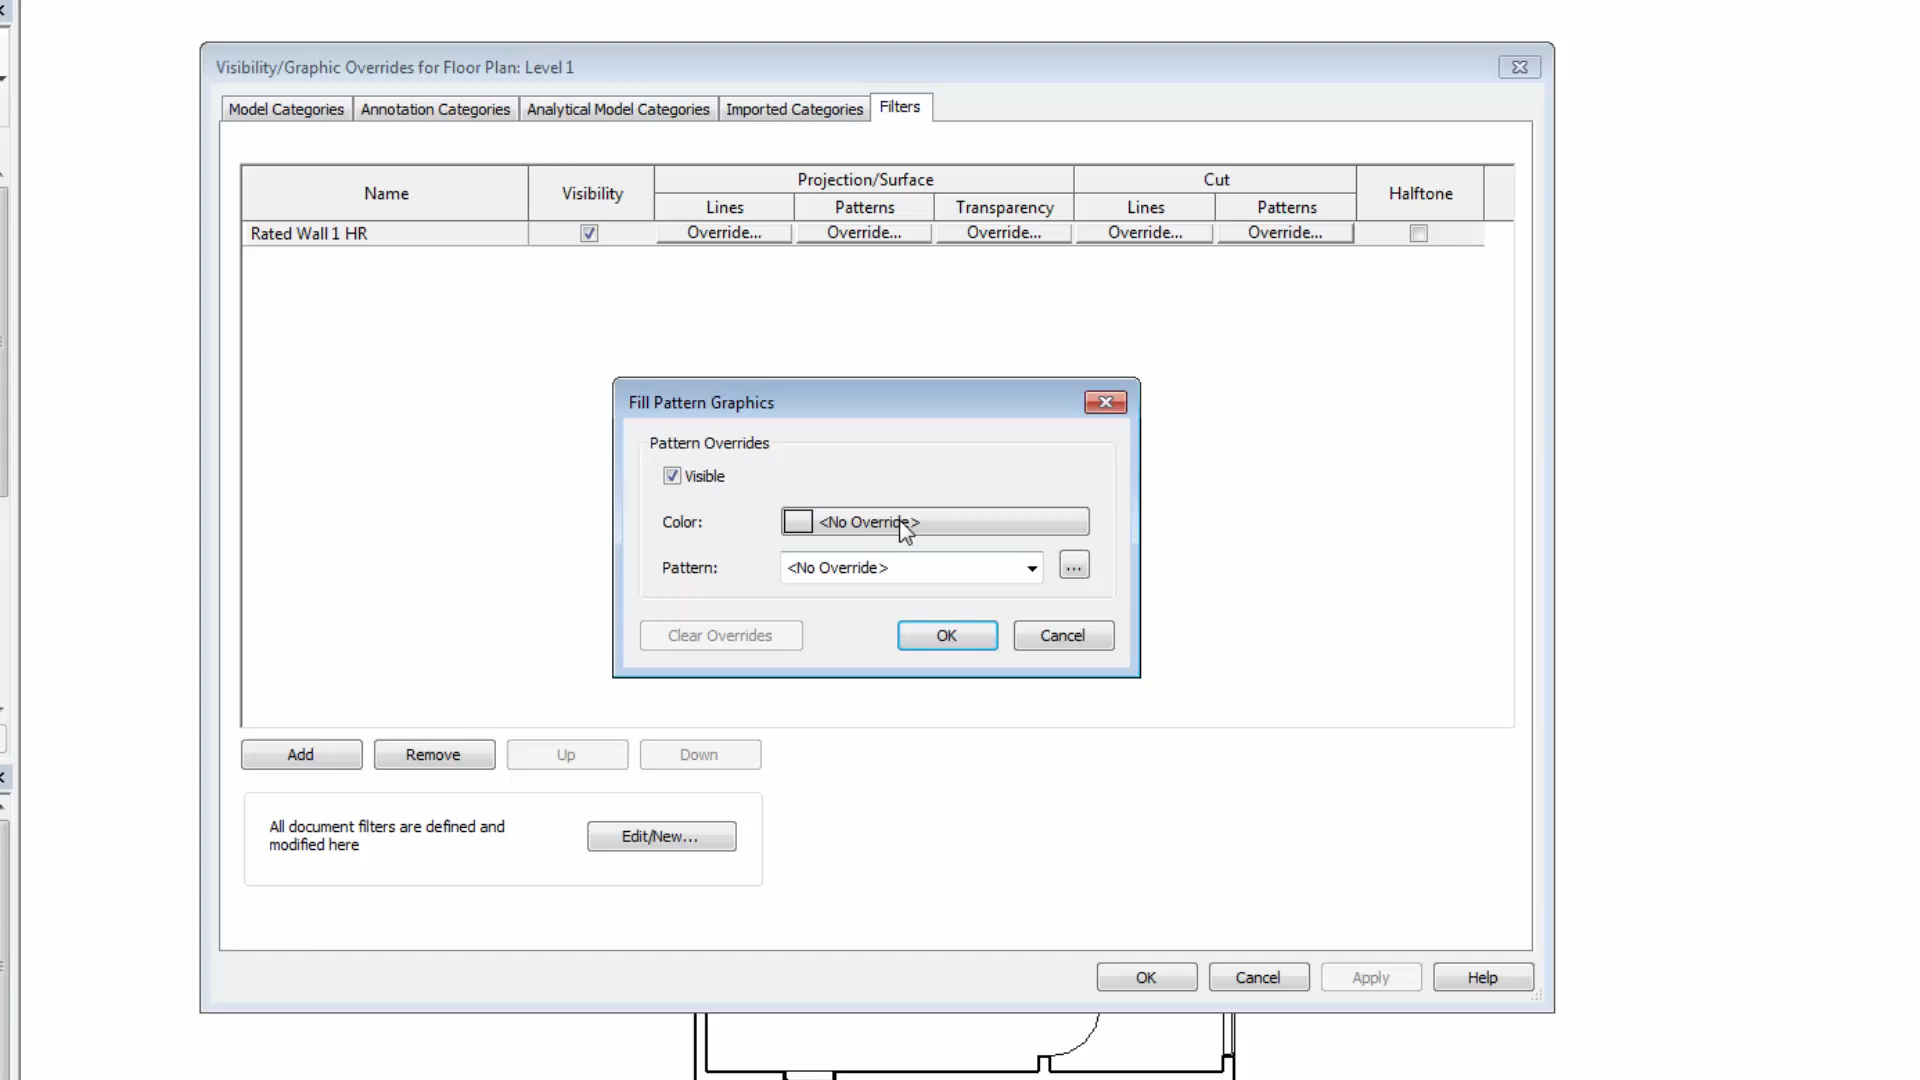 Visibility/Graphic Overrides for Floor Plan: Level 1
Model Categories Annotation Categories Analytical Model Categories Imported Categories Filters
Name Visibility Projection/Surface Cut Halftone
Lines Patterns Transparency Lines Patterns
Rated Wall 1 HR Override... Override... Override... Override... Override...
Fill Pattern Graphics
Pattern Overrides
Visible
Color: <No Override>
Pattern: <No Override> ...
Clear Overrides OK Cancel
Add Remove Up Down
All document filters are defined and
modified here
Edit/New...
OK Cancel Apply Help